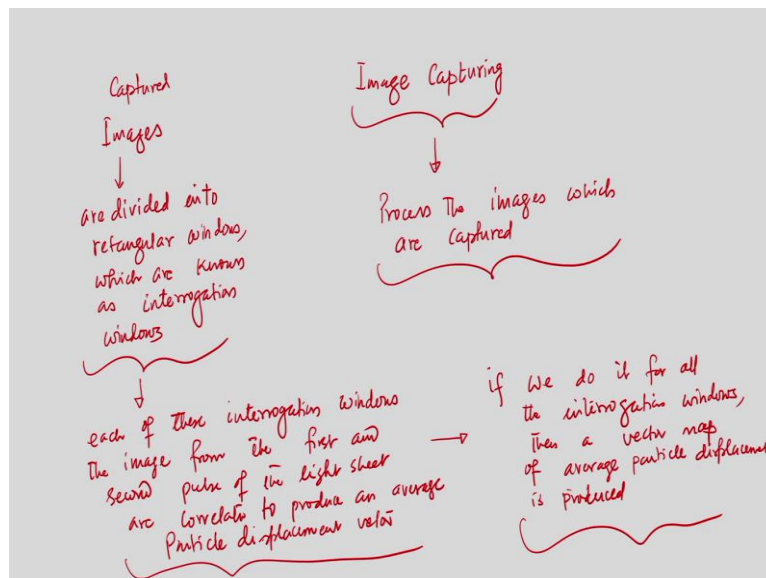 Captured
Images
are divided into
retangular window,
which are known
as interrogation
windows
each of these interrogation windows
the image from the first and
second pulse of the light sheet
are correlato to produce an average
Particle displacement vector
Image Capturing
Process the images which
are captured
if we do it for all
the interrogation windows,
then a vector map
of average particle displacement
is produced